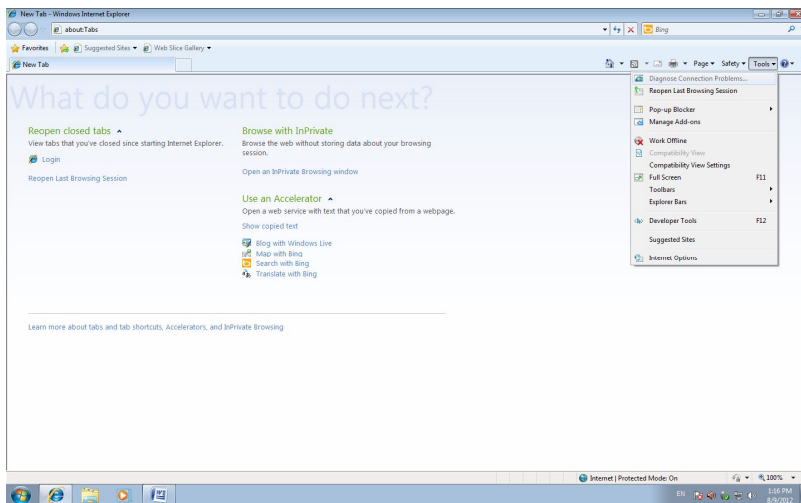 New Tab - Windows Internet Explorer
about:Tabs
Bing
Favorites
Suggested Sites
Web Slice Gallery
New Tab
Page
Safety
Tools
What do you want to do next?
Reopen closed tabs
View tabs that you've closed since starting Internet Explorer.
Login
Reopen Last Browsing Session
Browse with InPrivate
Browse the web without storing data about your browsing
session.
Open an InPrivate Browsing window
Use an Accelerator
Open a web service with text that you've copied from a webpage.
Show copied text
Blog with Windows Live
Map with Bing
Search with Bing
Translate with Bing
Learn more about tabs and tab shortcuts, Accelerators, and InPrivate Browsing
Diagnose Connection Problems...
Reopen Last Browsing Session
Pop-up Blocker
Manage Add-ons
Work Offline
Compatibility View
Compatibility View Settings
Full Screen F11
Toolbars
Explorer Bars
Developer Tools F12
Suggested Sites
Internet Options
Internet | Protected Mode: On
100%
EN
1:16 PM
8/9/2012